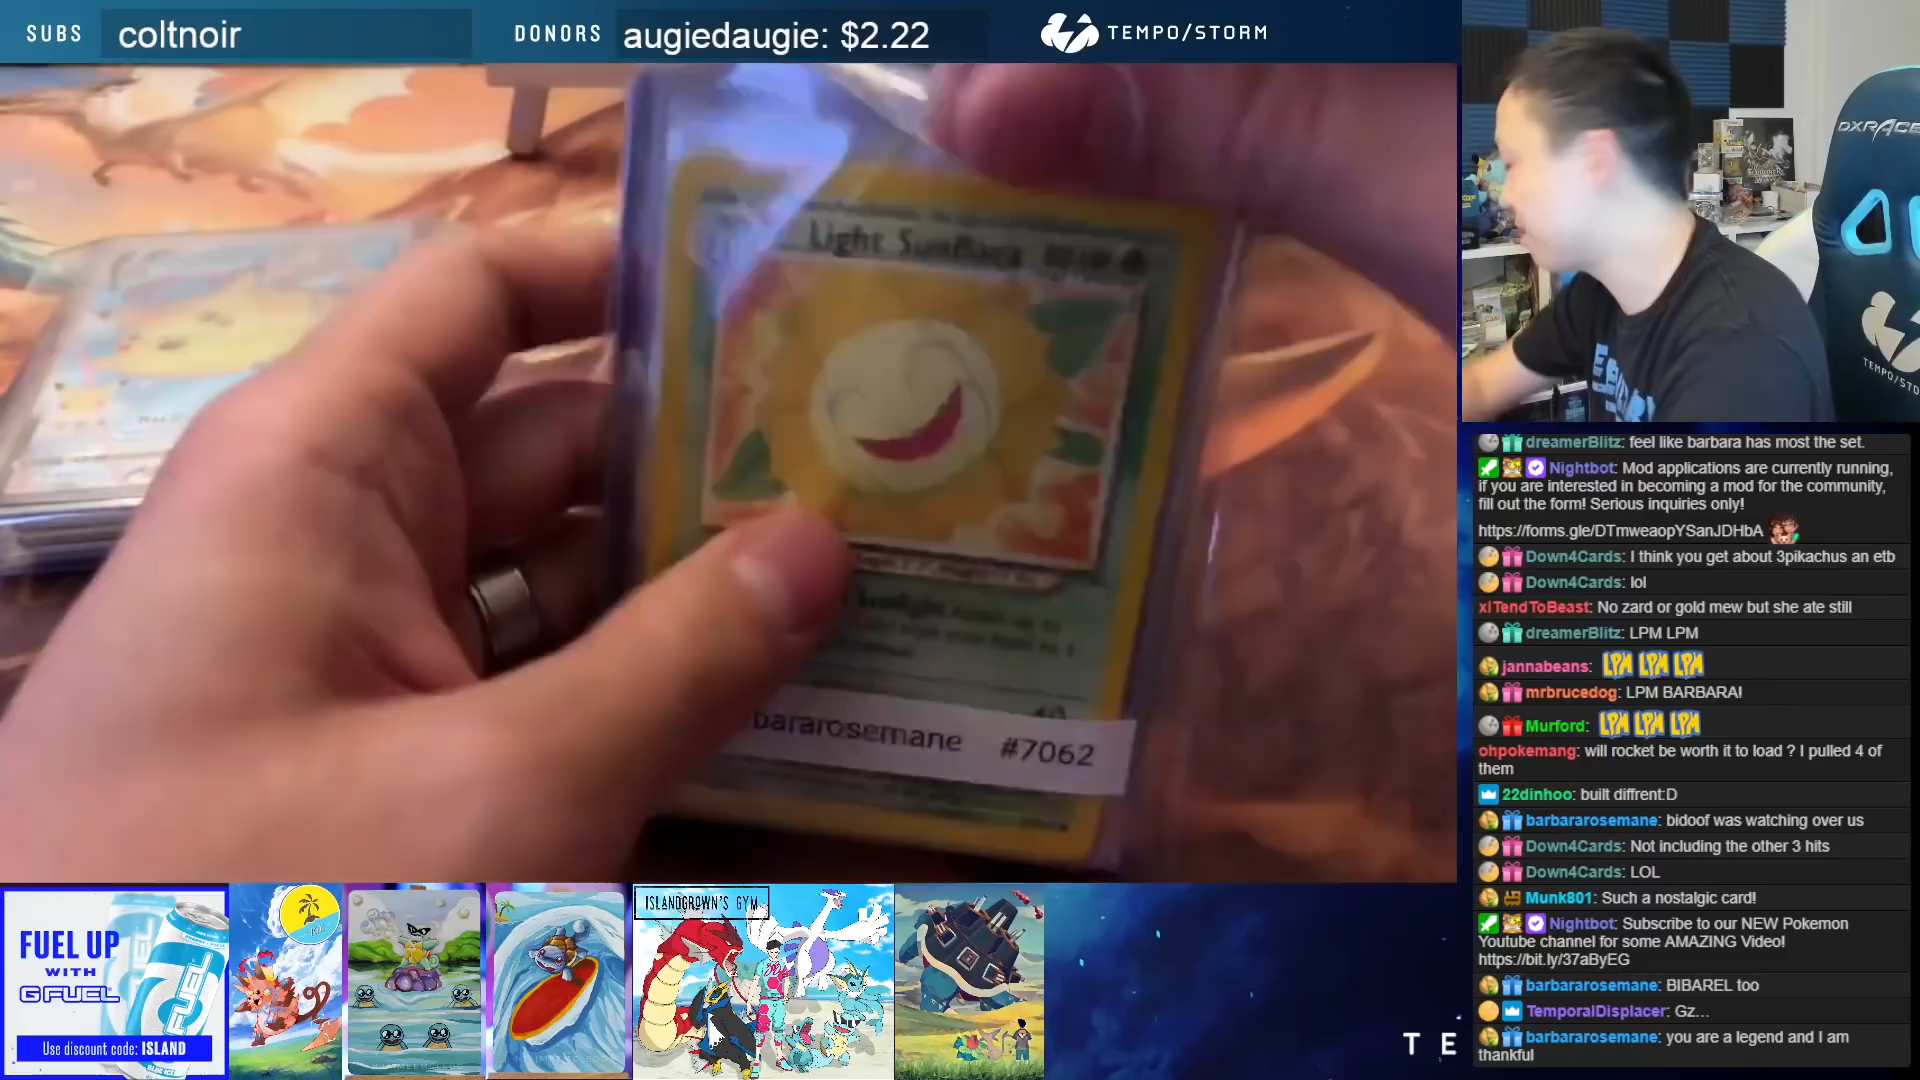 SUBS coltnoir DONORS augiedaugie: $2.22 TEMPO/STORM
DXRACE
TEMPO/STO
Light
bararosemane #7062
dreamerBlitz: feel like barbara has most the set.
Nightbot: Mod applications are currently running,
if you are interested in becoming a mod for the community,
fill out the form! Serious inquiries only!
https://forms.gle/DTmweaopYSanJDHbA
Down4Cards: I think you get about 3pikachus an etb
Down4Cards: lol
xITendToBeast: No zard or gold mew but she ate still
dreamerBlitz: LPM LPM
jannabeans: LPM LPM LPM
mrbrucedog: LPM BARBARA!
Murford: LPM LPM LPM
ohpokemang: will rocket be worth it to load ? I pulled 4 of
them
22dinhoo: built diffrent:D
barbararosemane: bidoof was watching over us
Down4Cards: Not including the other 3 hits
Down4Cards: LOL
Munk801: Such a nostalgic card!
Nightbot: Subscribe to our NEW Pokemon
Youtube channel for some AMAZING Video!
https://bit.ly/37aByEG
barbararosemane: BIBAREL too
TemporalDisplacer: Gz...
barbararosemane: you are a legend and I am
thankful
FUEL UP
WITH
GFUEL
Use discount code: ISLAND
ISLANDGROWN'S GYM
T E